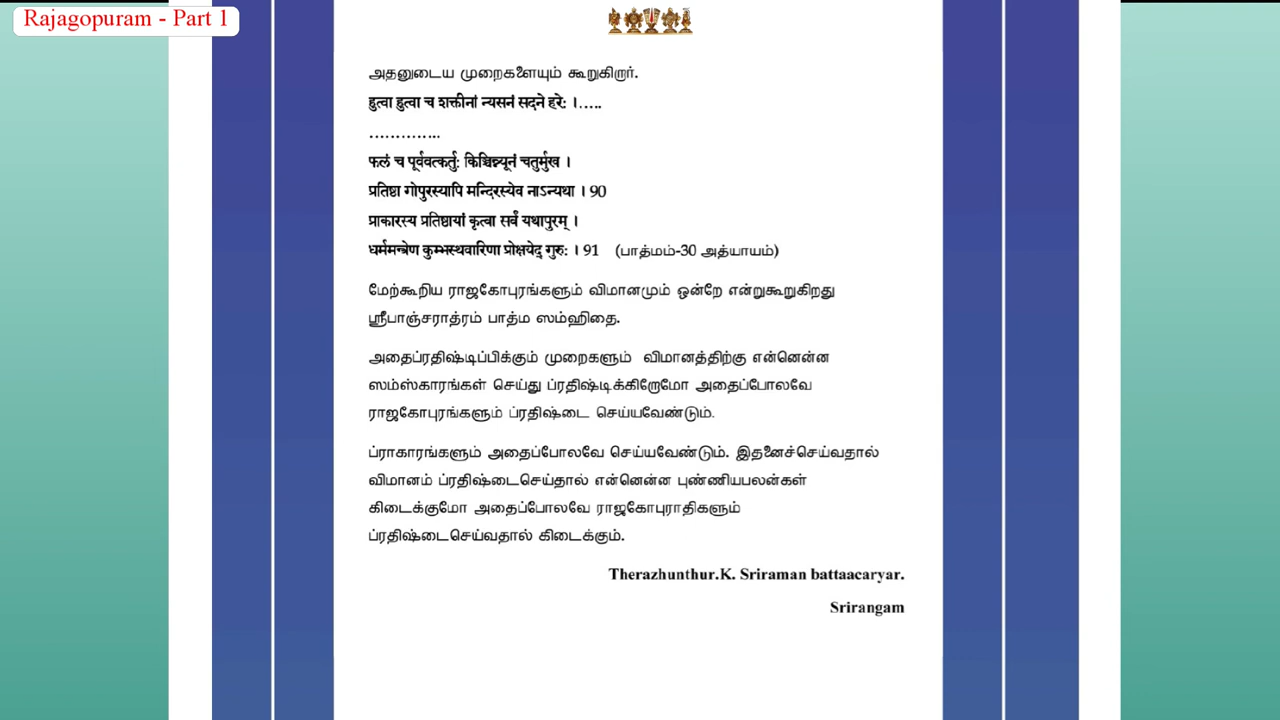 Rajagopuram - Part 1
அதனுடைய முறைகளையும் கூறுகிறார்.
हुत्वा हुत्वा च शक्तीनां न्यसनं सदने हरेः ।…..
…………..
फलं च पूर्ववत्कर्तुः किञ्चिन्न्यूनं चतुर्मुख ।
प्रतिष्ठा गोपुरस्यापि मन्दिरस्येव नाऽन्यथा । 90
प्राकारस्य प्रतिष्ठायां कृत्वा सर्वं यथापुरम् ।
धर्ममन्त्रेण कुम्भस्थवारिणा प्रोक्षयेद् गुरुः । 91 (பாத்மம்-30 அத்யாயம்)
மேற்கூறிய ராஜகோபுரங்களும் விமானமும் ஒன்றே என்றுகூறுகிறது
ஸ்ரீபாஞ்சராத்ரம் பாத்ம ஸம்ஹிதை.
அதைப்ரதிஷ்டிப்பிக்கும் முறைகளும் விமானத்திற்கு என்னென்ன
ஸம்ஸ்காரங்கள் செய்து ப்ரதிஷ்டிக்கிறோமோ அதைப்போலவே
ராஜகோபுரங்களும் ப்ரதிஷ்டை செய்யவேண்டும்.
ப்ராகாரங்களும் அதைப்போலவே செய்யவேண்டும். இதனைச்செய்வதால்
விமானம் ப்ரதிஷ்டைசெய்தால் என்னென்ன புண்ணியபலன்கள்
கிடைக்குமோ அதைப்போலவே ராஜகோபுராதிகளும்
ப்ரதிஷ்டைசெய்வதால் கிடைக்கும்.
Therazhunthur.K. Sriraman battaacaryar.
Srirangam